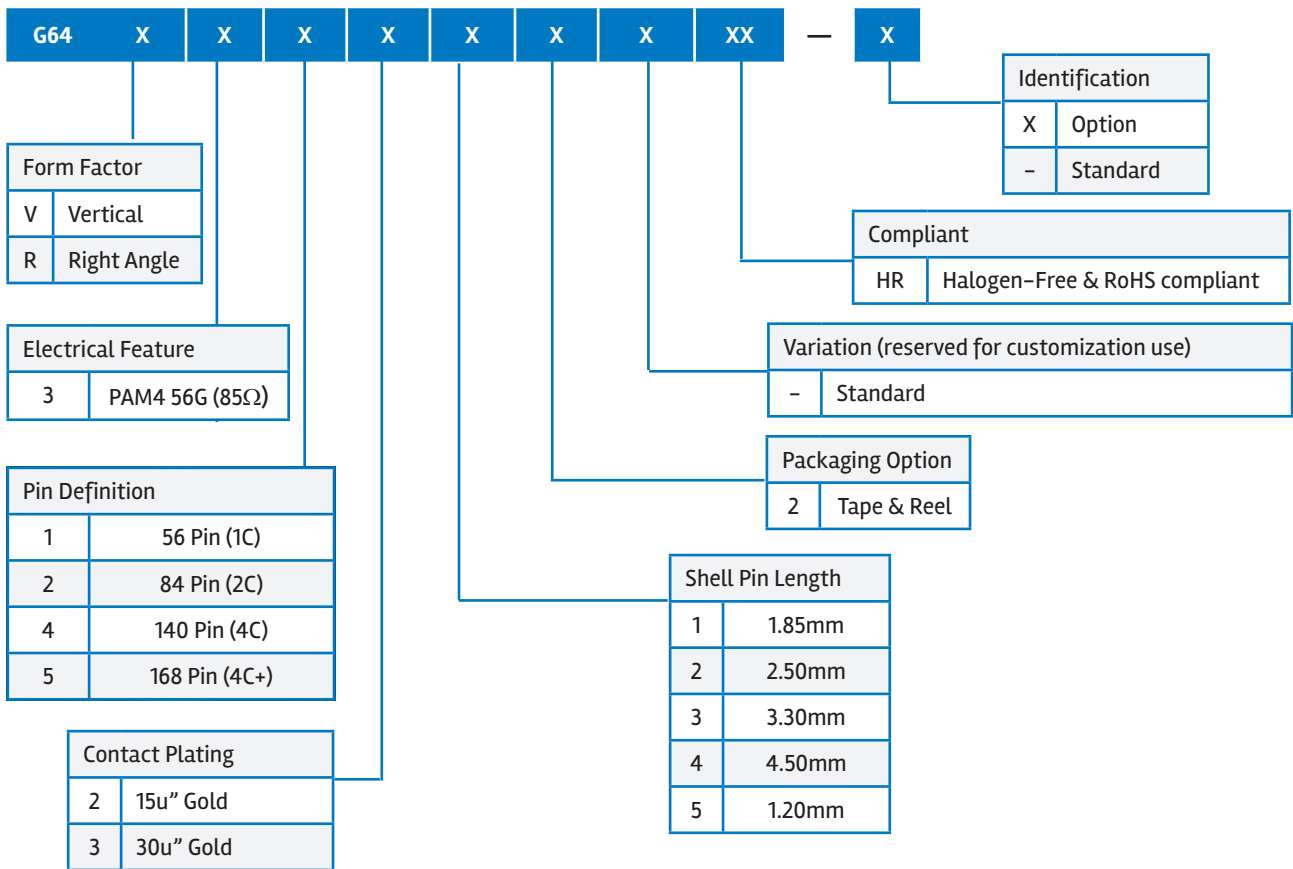 G64 X X X X X X X XX — X
Identification
X Option
– Standard
Form Factor
V Vertical
R Right Angle
Compliant
HR Halogen-Free & RoHS compliant
Electrical Feature
3 PAM4 56G (85Ω)
Variation (reserved for customization use)
– Standard
Packaging Option
2 Tape & Reel
Pin Definition
1 56 Pin (1C)
2 84 Pin (2C)
4 140 Pin (4C)
5 168 Pin (4C+)
Shell Pin Length
1 1.85mm
2 2.50mm
3 3.30mm
4 4.50mm
5 1.20mm
Contact Plating
2 15u” Gold
3 30u” Gold